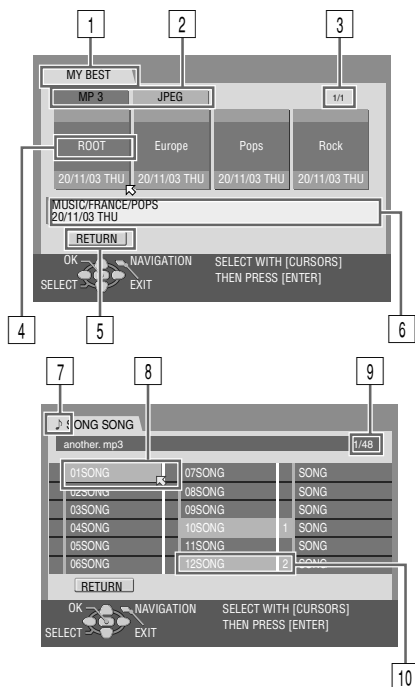 1 2 3
MY BEST
MP 3 JPEG 1/1
ROOT Europe Pops Rock
20/11/03 THU 20/11/03 THU 20/11/03 THU 20/11/03 THU
MUSIC/FRANCE/POPS
20/11/03 THU
RETURN
OK NAVIGATION SELECT WITH [CURSORS]
SELECT EXIT THEN PRESS [ENTER]
4 5 6
7 8 9
♪ SONG SONG
another. mp3 1/48
01SONG 07SONG SONG
02SONG 08SONG SONG
03SONG 09SONG SONG
04SONG 10SONG 1 SONG
05SONG 11SONG SONG
06SONG 12SONG 2 SONG
RETURN
OK NAVIGATION SELECT WITH [CURSORS]
SELECT EXIT THEN PRESS [ENTER]
10